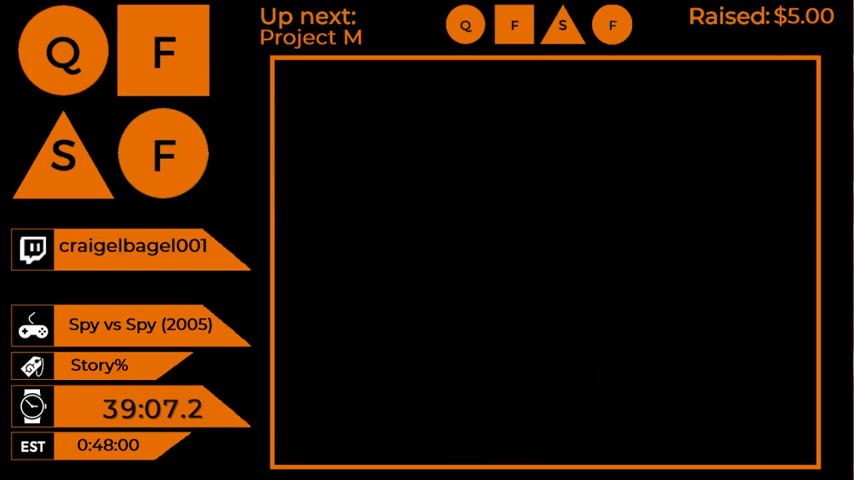 Q F
S F
Up next:
Project M
Q F S F
Raised: $5.00
craigelbagel001
Spy vs Spy (2005)
Story%
39:07.2
EST 0:48:00